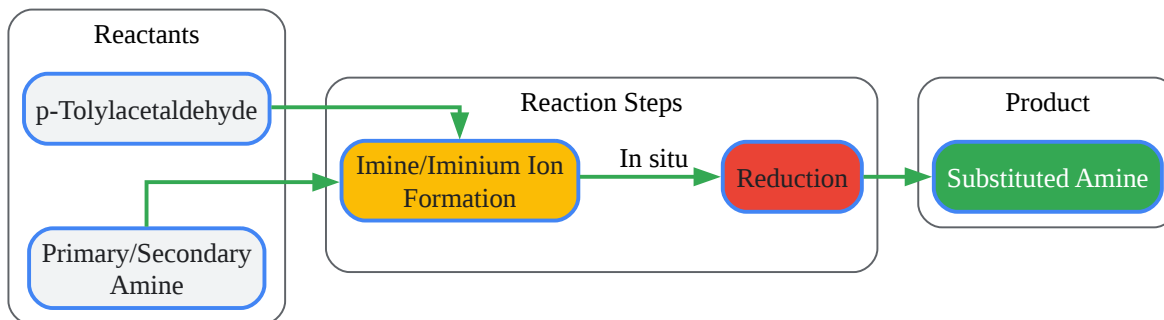 Reactants
p-Tolylacetaldehyde
Primary/Secondary
Amine
Reaction Steps
Imine/Iminium Ion
Formation
In situ
Reduction
Product
Substituted Amine